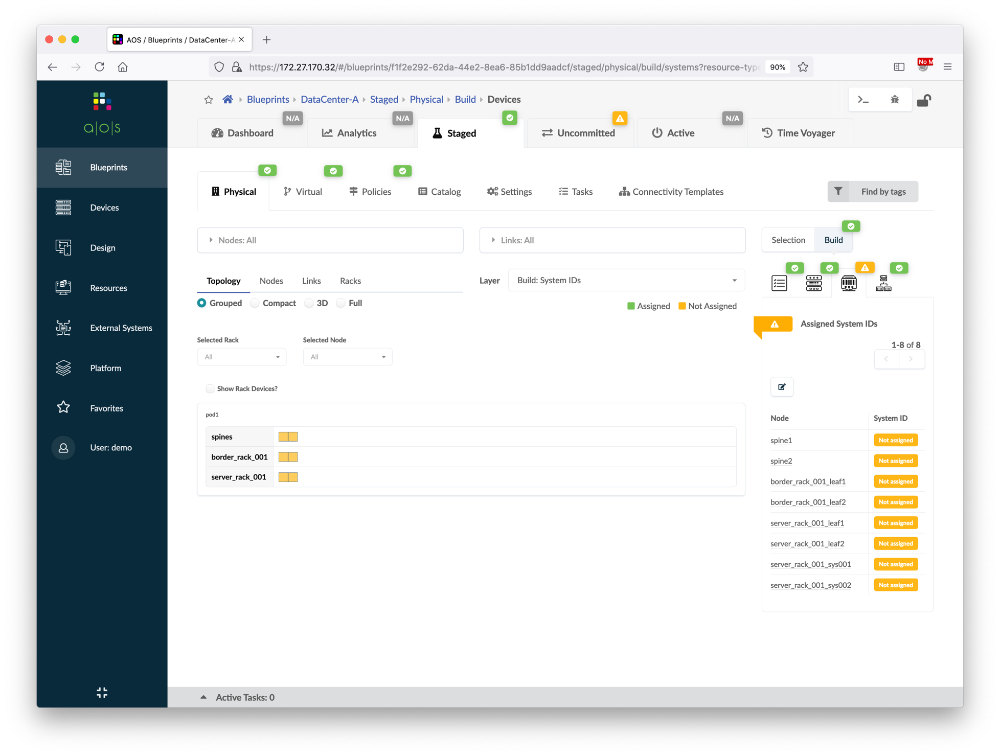 AOS / Blueprints / DataCenter-A
https://172.27.170.32/#/blueprints/f1f2e292-62da-44e2-8ea6-85b1dd9aadcf/staged/physical/build/systems?resource-type
90%
No M
a|o|s
Blueprints
Devices
Design
Resources
External Systems
Platform
Favorites
User: demo
Blueprints DataCenter-A Staged Physical Build Devices
N/A N/A N/A
Dashboard Analytics Staged Uncommitted Active Time Voyager
Physical Virtual Policies Catalog Settings Tasks Connectivity Templates Find by tags
Nodes: All Links: All
Selection Build
Topology Nodes Links Racks
Layer Build: System IDs
Grouped Compact 3D Full
Assigned Not Assigned
Selected Rack Selected Node
All All
Show Rack Devices?
pod1
spines
border_rack_001
server_rack_001
Assigned System IDs
1-8 of 8
Node System ID
spine1 Not assigned
spine2 Not assigned
border_rack_001_leaf1 Not assigned
border_rack_001_leaf2 Not assigned
server_rack_001_leaf1 Not assigned
server_rack_001_leaf2 Not assigned
server_rack_001_sys001 Not assigned
server_rack_001_sys002 Not assigned
Active Tasks: 0